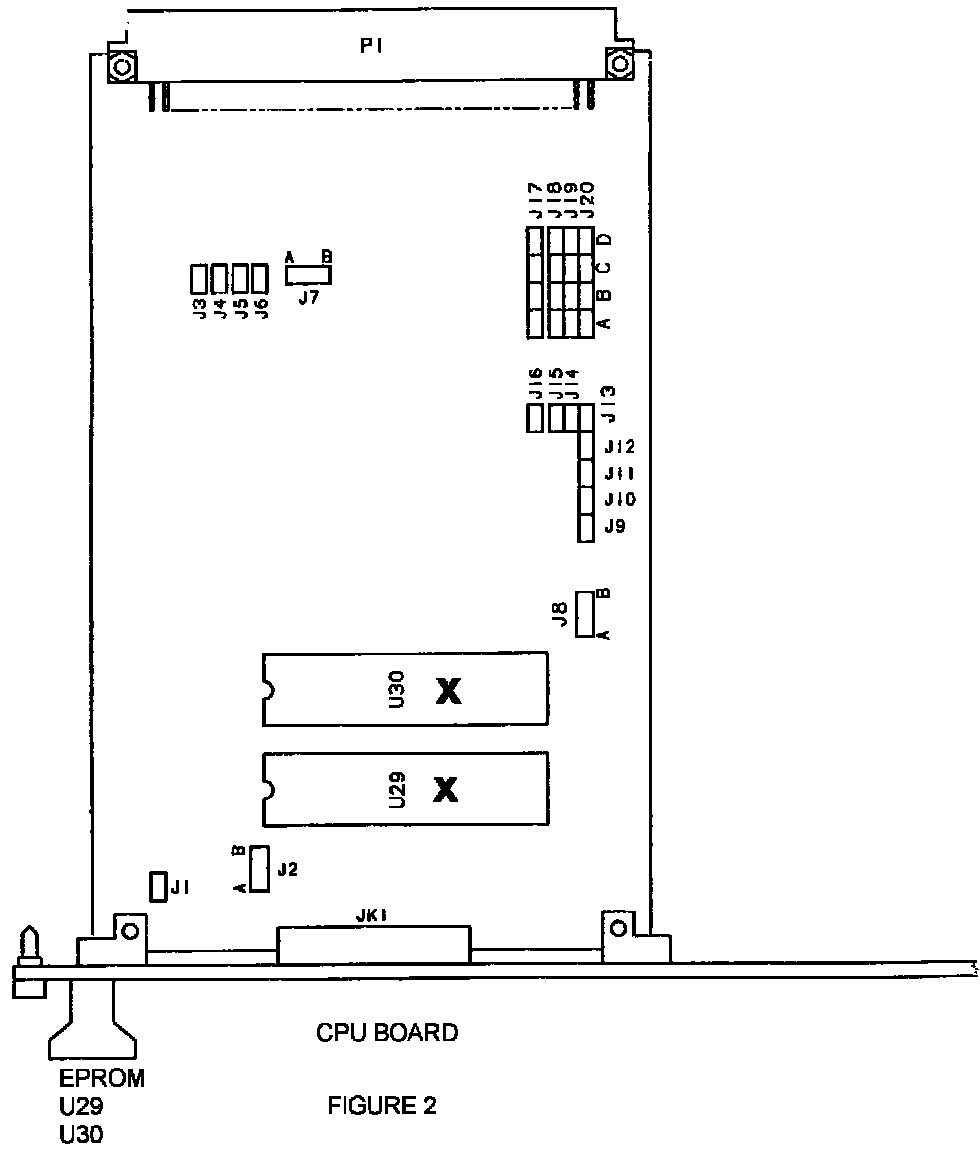 P1
J17
J18
J19
J20
A B
D
C
B
A
J3
J4
J5
J6
J7
J16
J15
J14
J13
J12
J11
J10
J9
J8
B
A
U30 X
U29 X
B
A
J2
J1
JK1
CPU BOARD
EPROM
U29
U30
FIGURE 2